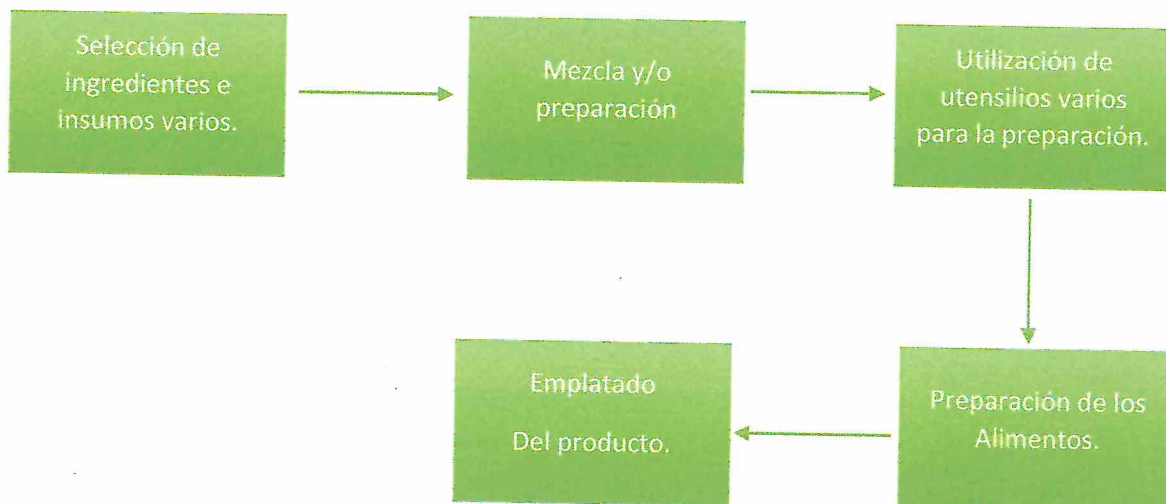 Selección de
ingredientes e
insumos varios.
Mezcla y/o
preparación
Utilización de
utensilios varios
para la preparación.
Preparación de los
Alimentos.
Emplatado
Del producto.